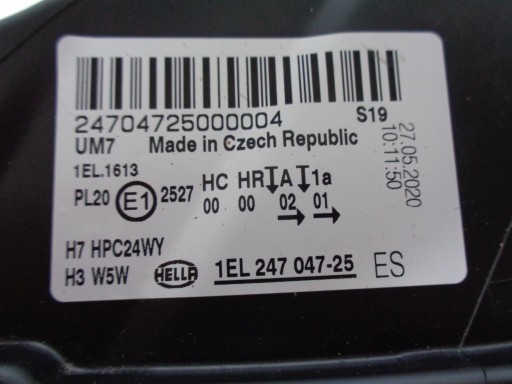 24704725000004
S19
UM7 Made in Czech Republic
27.05.2020
10:11:50
1EL.1613
PL20 E1 2527 HC HR A 1a
00 00 02 01
H7 HPC24WY
H3 W5W HELLA 1EL 247 047-25 ES